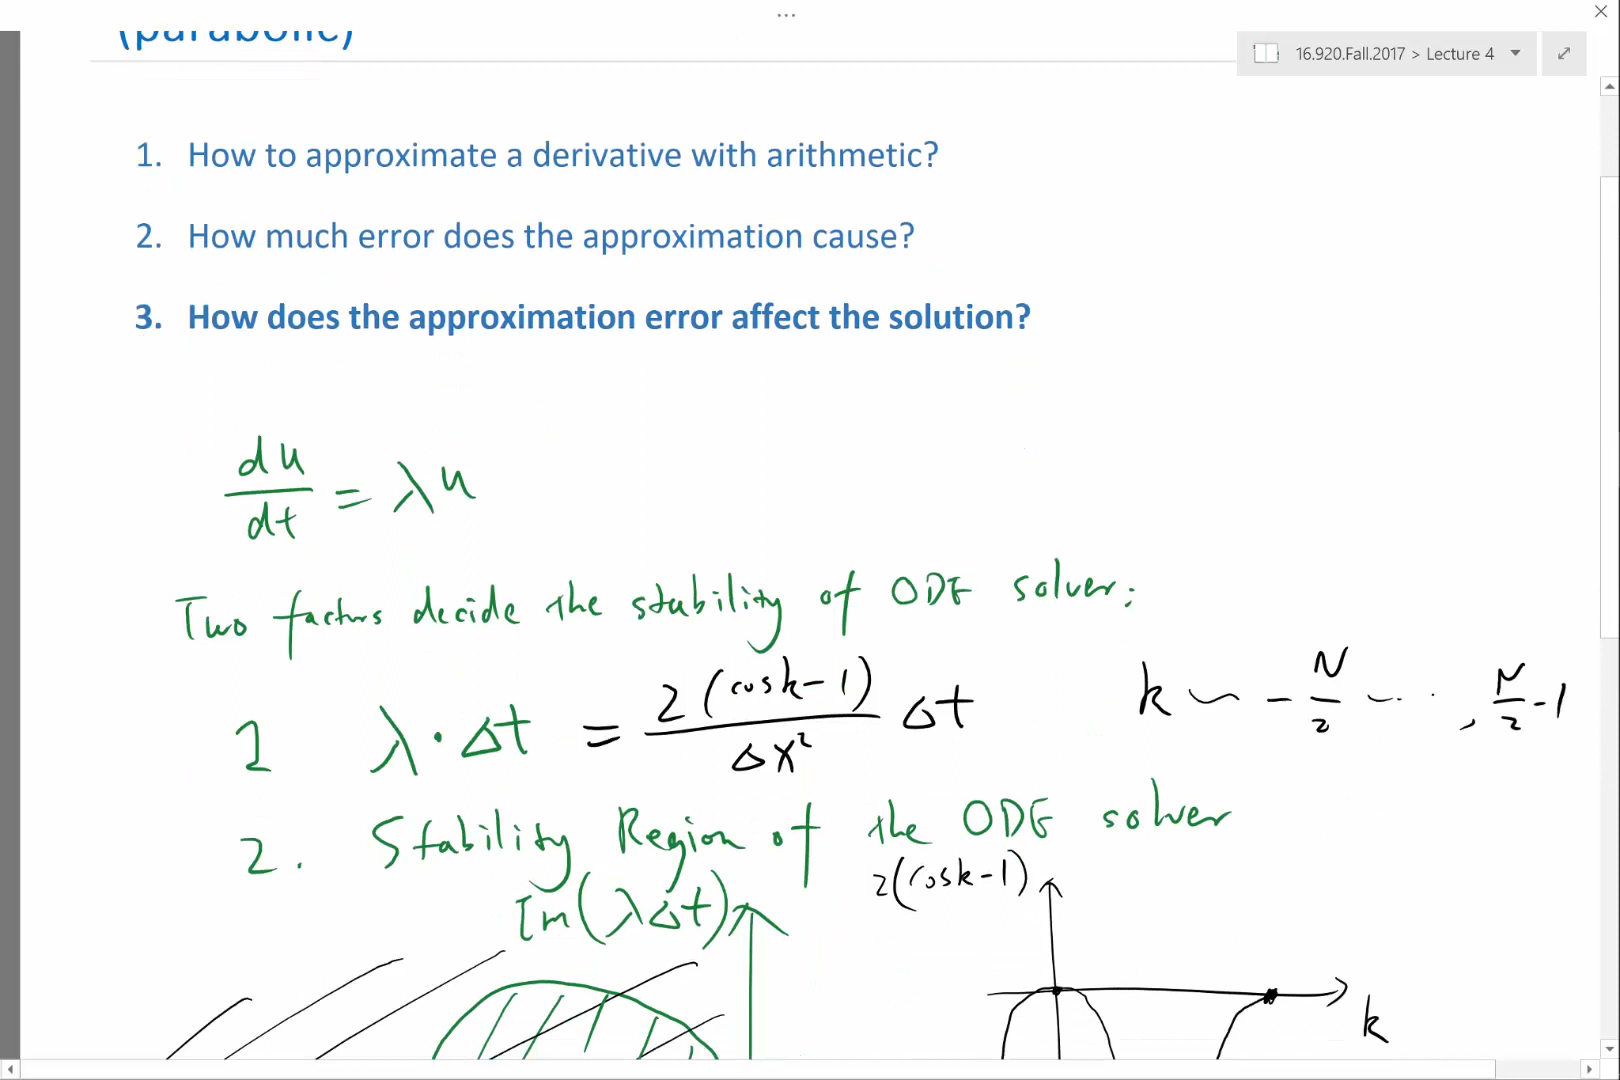 (parabolic)
16.920.Fall.2017 > Lecture 4
1. How to approximate a derivative with arithmetic?
2. How much error does the approximation cause?
3. How does the approximation error affect the solution?
du/dt = λu
Two factors decide the stability of ODE solver:
1 λ·Δt = 2(cosk-1)/Δx² Δt k ~ -N/2 ... , N/2-1
2. Stability Region of the ODE solver
Im(λΔt) 2(cosk-1)
k